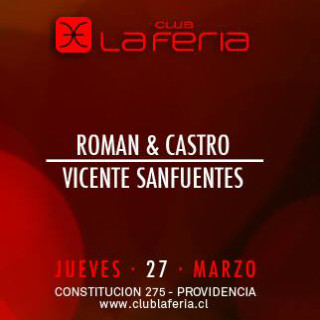 CLUB
LaFERIA
ROMAN & CASTRO
VICENTE SANFUENTES
JUEVES · 27 · MARZO
CONSTITUCION 275 - PROVIDENCIA
www.clublaferia.cl